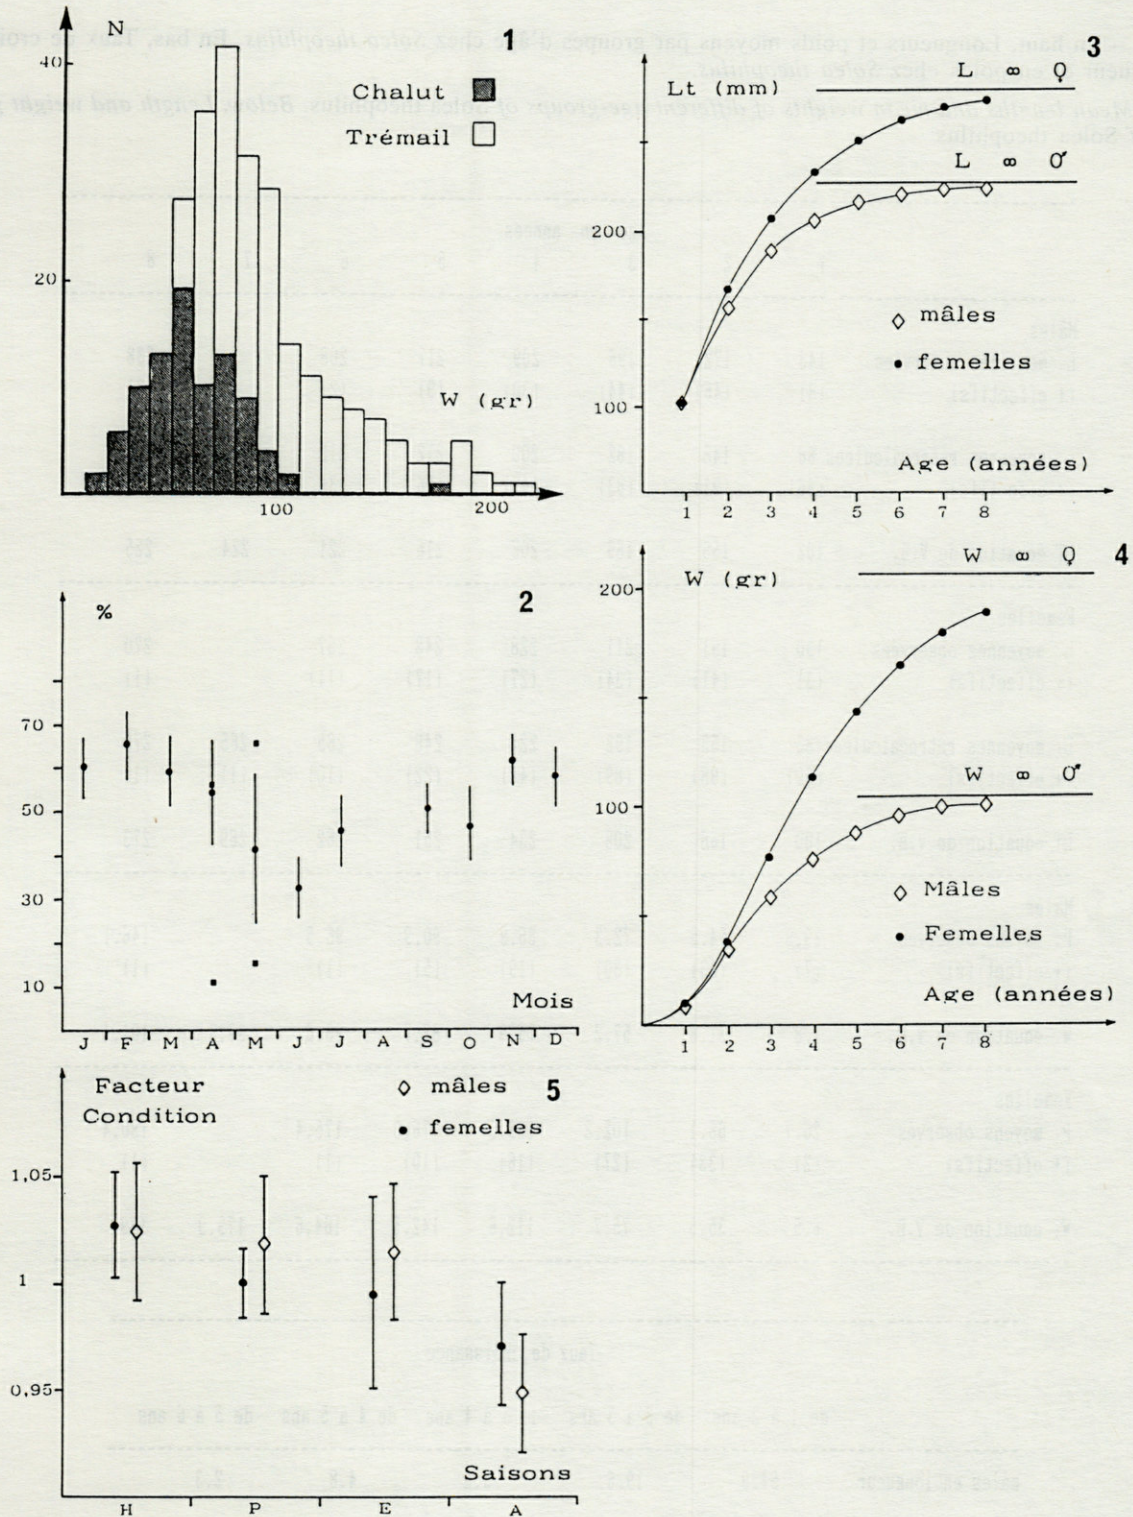 1
N
40
20
Chalut
Trémail
W (gr)
100
200
2
%
70
50
30
10
Mois
J F M A M J J A S O N D
3
Lt (mm)
L ∞ ♀
L ∞ ♂
200
100
mâles
femelles
Age (années)
1 2 3 4 5 6 7 8
4
W (gr)
W ∞ ♀
W ∞ ♂
200
100
Mâles
Femelles
Age (années)
1 2 3 4 5 6 7 8
5
Facteur
Condition
mâles
femelles
1,05
1
0,95
Saisons
H P E A